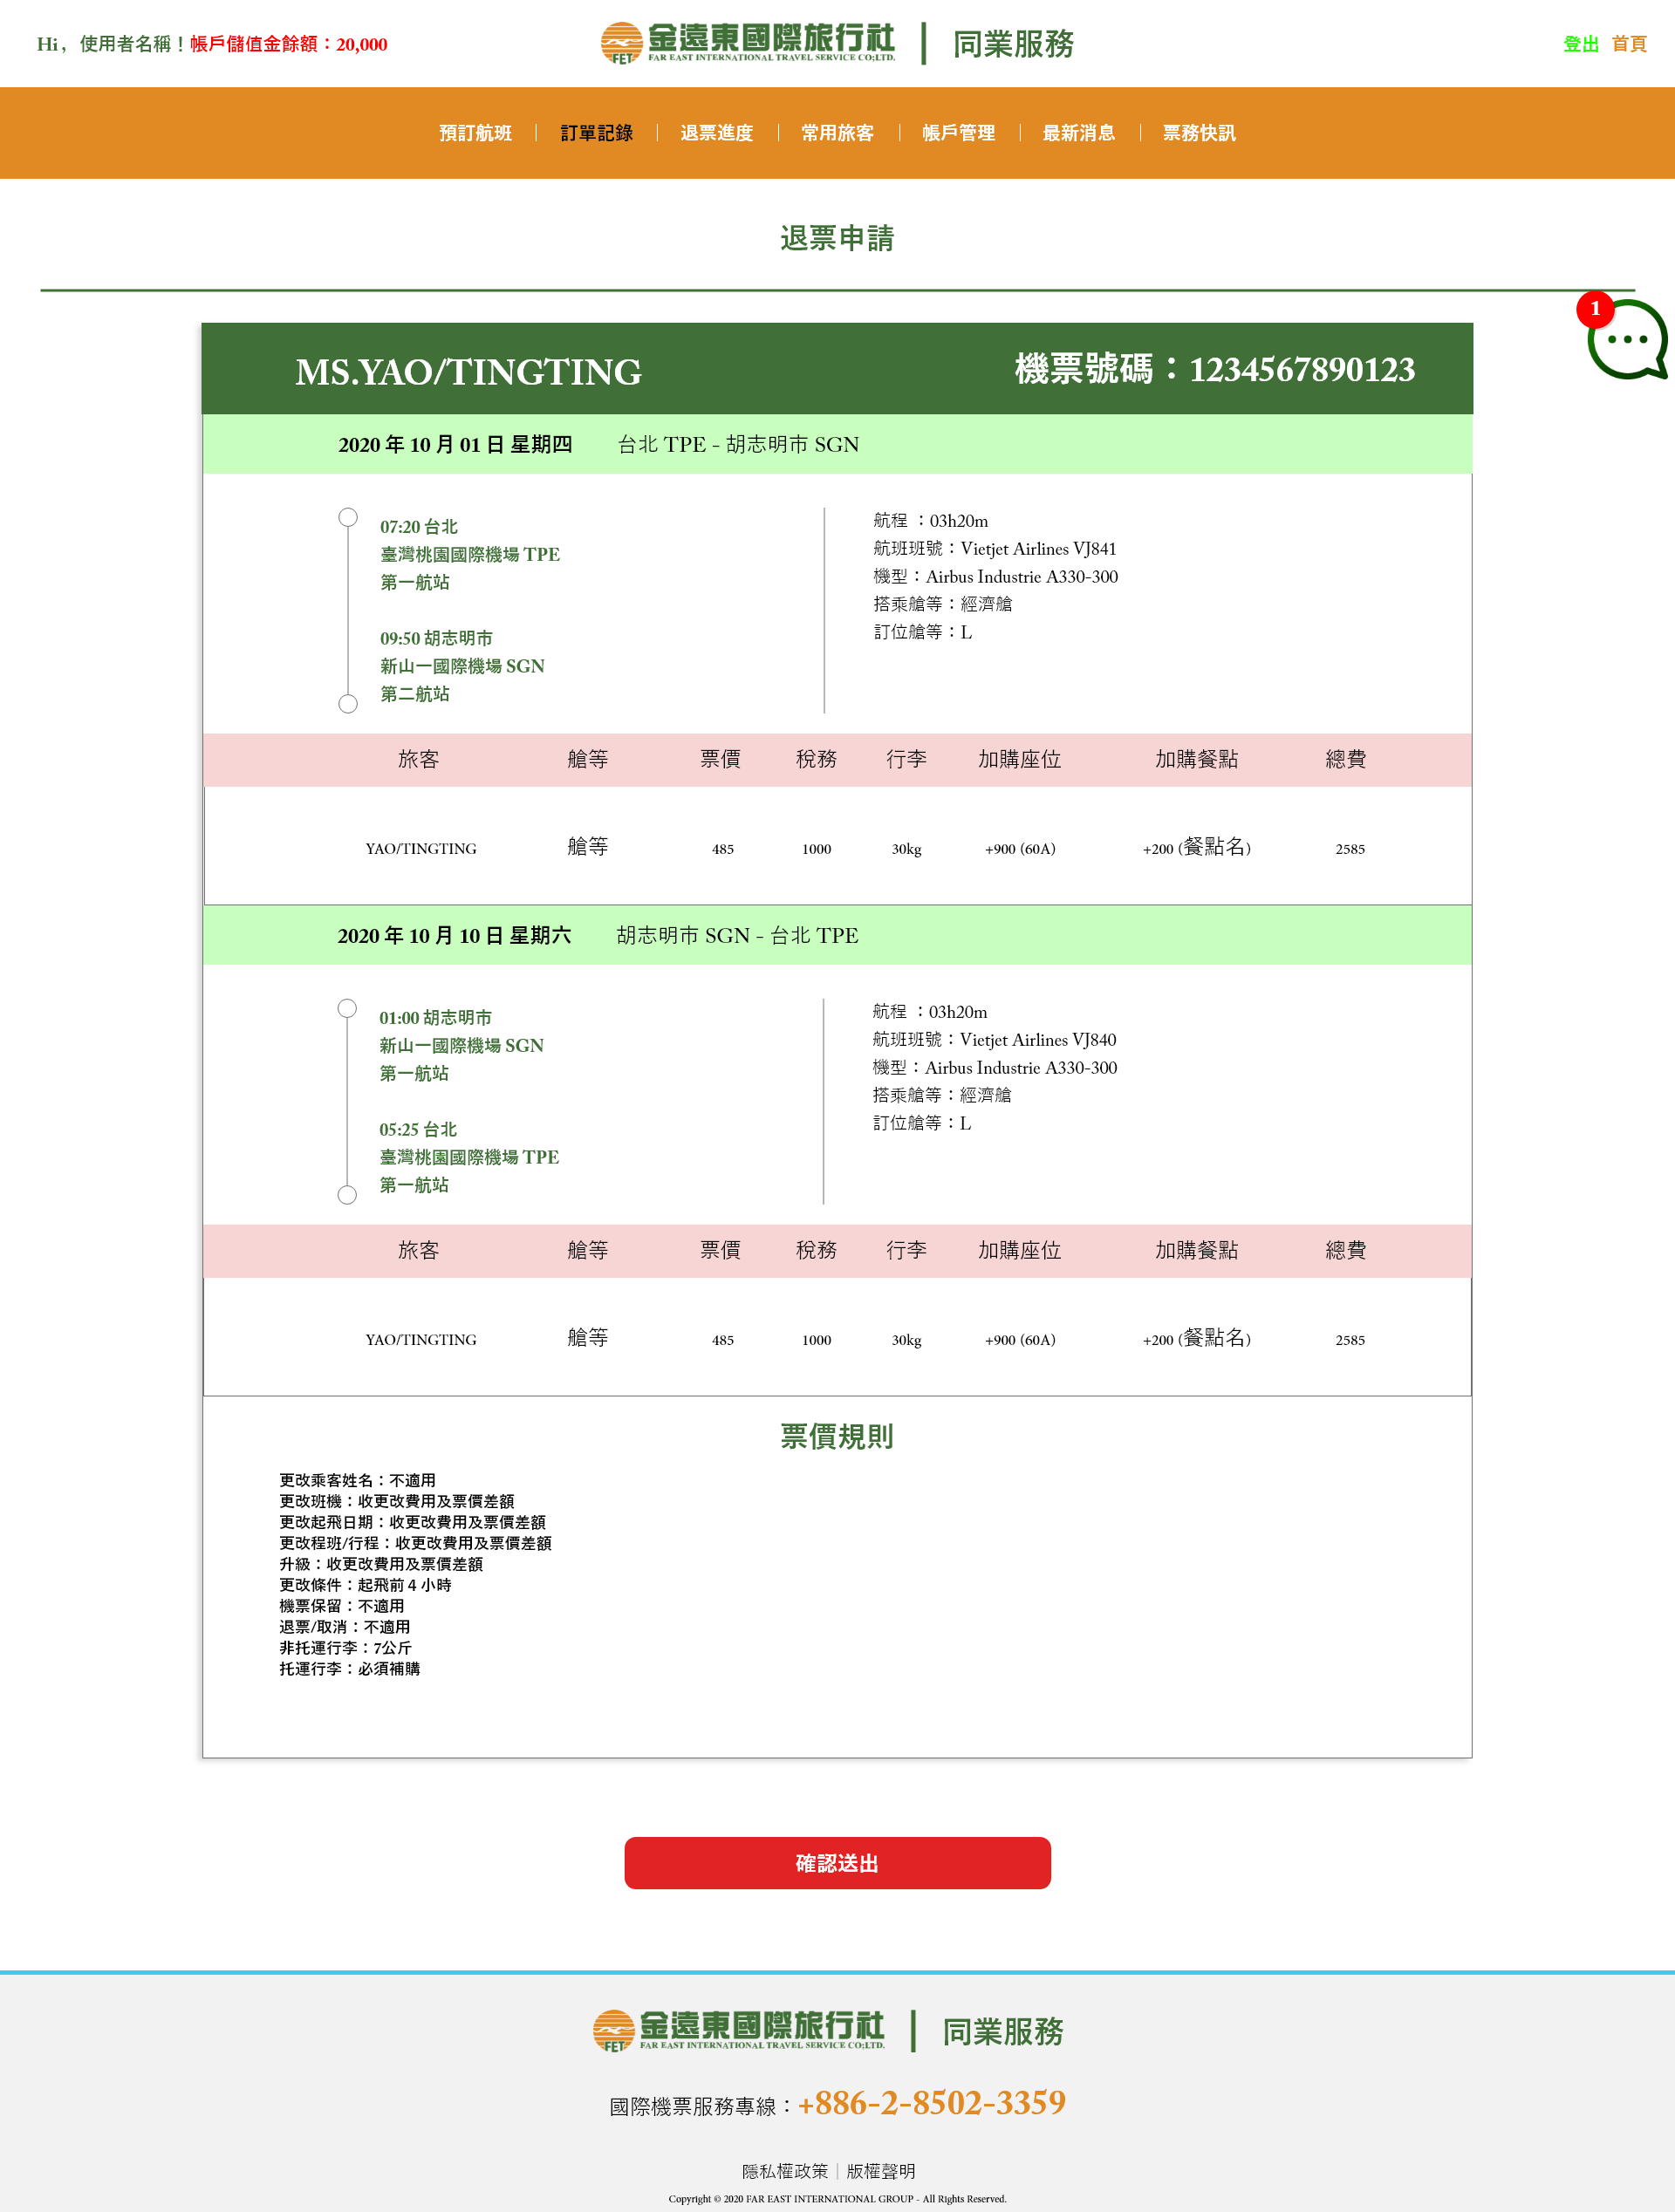 Hi , 使用者名稱！帳戶儲值金餘額：20,000
金遠東國際旅行社
FAR EAST INTERNATIONAL TRAVEL SERVICE CO;LTD.
FET
同業服務
登出 首頁
預訂航班 訂單記錄 退票進度 常用旅客 帳戶管理 最新消息 票務快訊
退票申請
1
MS.YAO/TINGTING 機票號碼：1234567890123
2020 年 10 月 01 日 星期四 台北 TPE - 胡志明市 SGN
07:20 台北
臺灣桃園國際機場 TPE
第一航站
09:50 胡志明市
新山一國際機場 SGN
第二航站
航程 ：03h20m
航班班號：Vietjet Airlines VJ841
機型：Airbus Industrie A330-300
搭乘艙等：經濟艙
訂位艙等：L
旅客 艙等 票價 稅務 行李 加購座位 加購餐點 總費
YAO/TINGTING 艙等 485 1000 30kg +900 (60A) +200 (餐點名) 2585
2020 年 10 月 10 日 星期六 胡志明市 SGN - 台北 TPE
01:00 胡志明市
新山一國際機場 SGN
第一航站
05:25 台北
臺灣桃園國際機場 TPE
第一航站
航程 ：03h20m
航班班號：Vietjet Airlines VJ840
機型：Airbus Industrie A330-300
搭乘艙等：經濟艙
訂位艙等：L
旅客 艙等 票價 稅務 行李 加購座位 加購餐點 總費
YAO/TINGTING 艙等 485 1000 30kg +900 (60A) +200 (餐點名) 2585
票價規則
更改乘客姓名：不適用
更改班機：收更改費用及票價差額
更改起飛日期：收更改費用及票價差額
更改程班/行程：收更改費用及票價差額
升級：收更改費用及票價差額
更改條件：起飛前 4 小時
機票保留：不適用
退票/取消：不適用
非托運行李：7公斤
托運行李：必須補購
確認送出
金遠東國際旅行社
FAR EAST INTERNATIONAL TRAVEL SERVICE CO;LTD.
FET
同業服務
國際機票服務專線：+886-2-8502-3359
隱私權政策｜版權聲明
Copyright © 2020 FAR EAST INTERNATIONAL GROUP - All Rights Reserved.